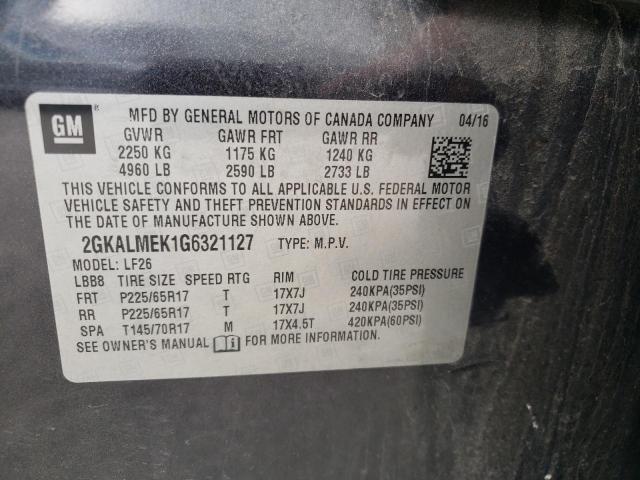 GM ®
MFD BY GENERAL MOTORS OF CANADA COMPANY 04/16
GVWR GAWR FRT GAWR RR
2250 KG 1175 KG 1240 KG
4960 LB 2590 LB 2733 LB
THIS VEHICLE CONFORMS TO ALL APPLICABLE U.S. FEDERAL MOTOR
VEHICLE SAFETY AND THEFT PREVENTION STANDARDS IN EFFECT ON
THE DATE OF MANUFACTURE SHOWN ABOVE.
2GKALMEK1G6321127 TYPE: M.P.V.
MODEL: LF26
LBB8 TIRE SIZE SPEED RTG RIM COLD TIRE PRESSURE
FRT P225/65R17 T 17X7J 240KPA(35PSI)
RR P225/65R17 T 17X7J 240KPA(35PSI)
SPA T145/70R17 M 17X4.5T 420KPA(60PSI)
SEE OWNER'S MANUAL FOR MORE INFORMATION.